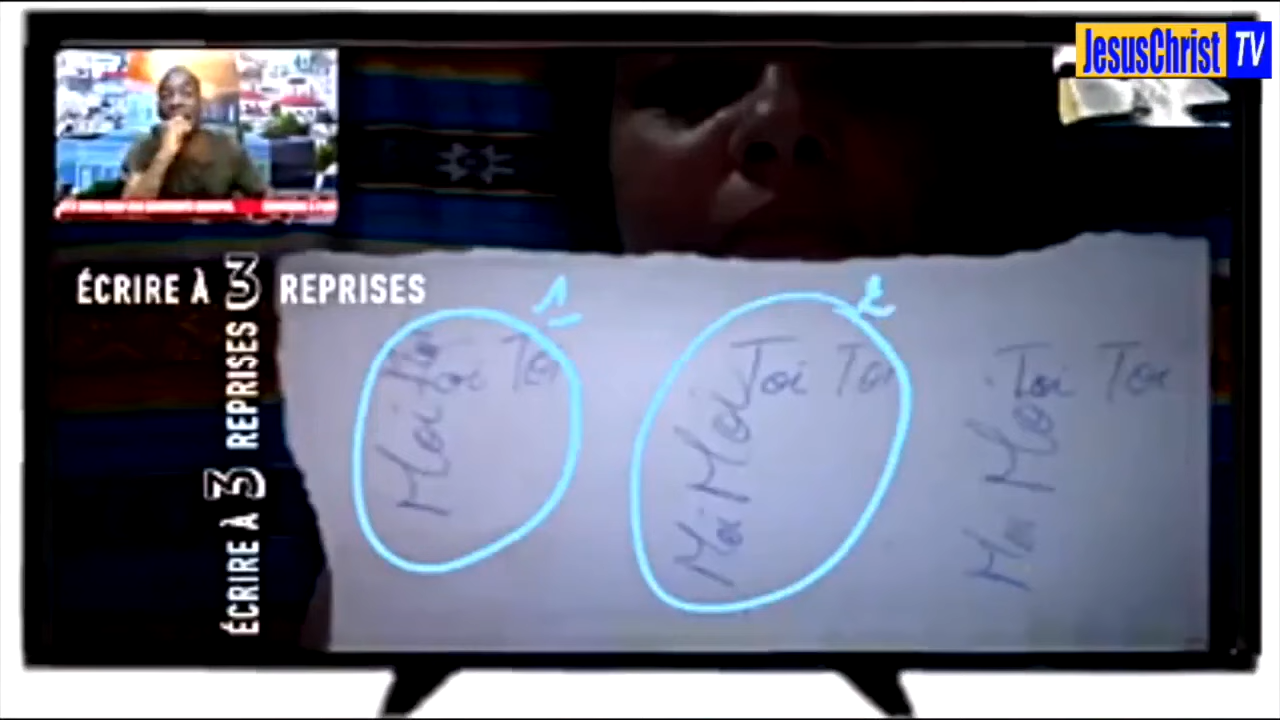 JesusChrist TV
ÉCRIRE À 3 REPRISES
ÉCRIRE À 3 REPRISES
1
Moi Toi Toi
2
Moi Moi Toi Toi
Moi Moi Toi Toi